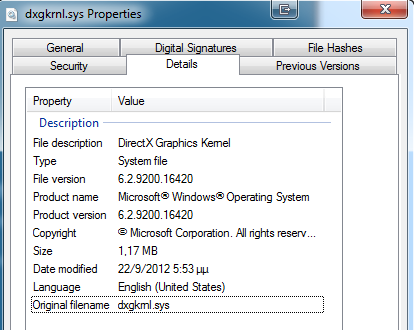 dxgkrnl.sys Properties
General
Digital Signatures
File Hashes
Security
Details
Previous Versions
Property Value
Description
File description DirectX Graphics Kernel
Type System file
File version 6.2.9200.16420
Product name Microsoft® Windows® Operating System
Product version 6.2.9200.16420
Copyright © Microsoft Corporation. All rights reserv...
Size 1,17 MB
Date modified 22/9/2012 5:53 μμ
Language English (United States)
Original filename dxgkrnl.sys